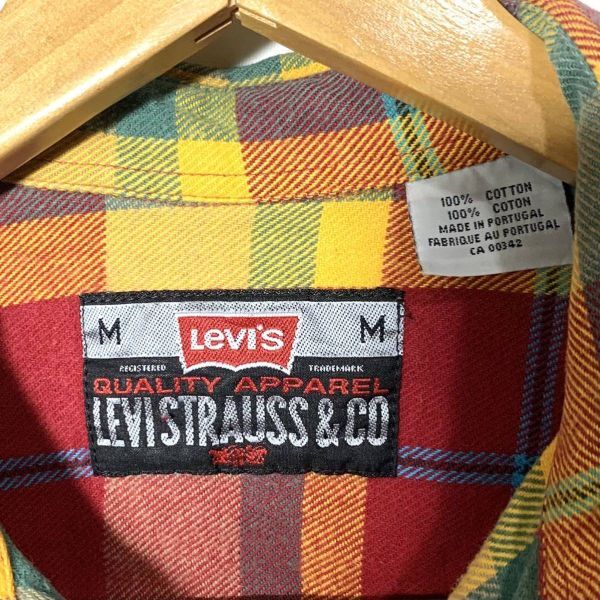 100% COTTON
100% COTON
MADE IN PORTUGAL
FABRIQUE AU PORTUGAL
CA 00342
M LEVI'S M
REGISTERED TRADEMARK
QUALITY APPAREL
LEVI STRAUSS & CO